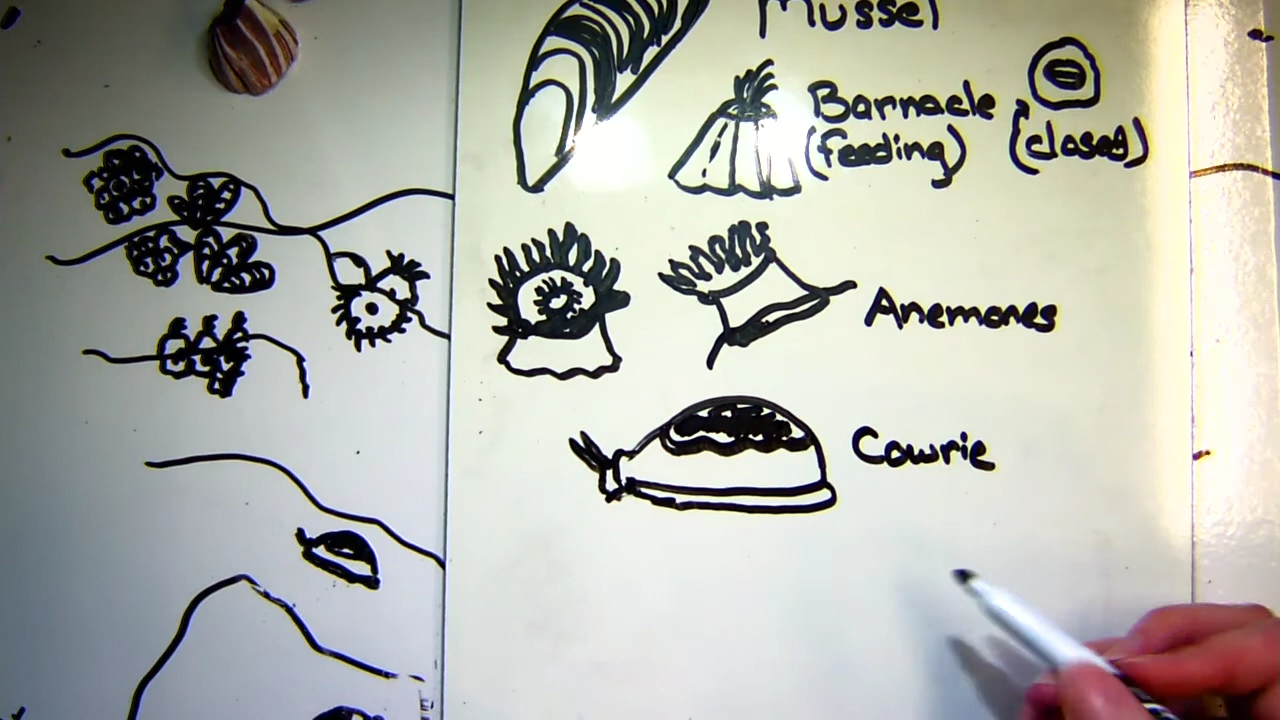 Mussel
Barnacle,
(feeding) (closed)
Anemones
Cowrie